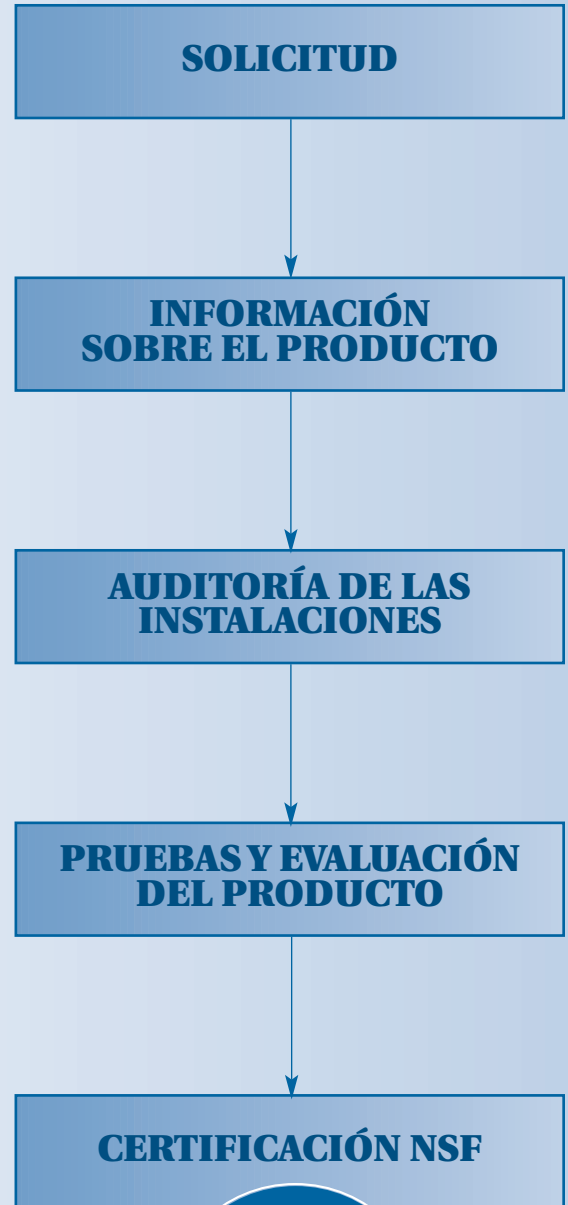 SOLICITUD
INFORMACIÓN
SOBRE EL PRODUCTO
AUDITORÍA DE LAS
INSTALACIONES
PRUEBAS Y EVALUACIÓN
DEL PRODUCTO
CERTIFICACIÓN NSF